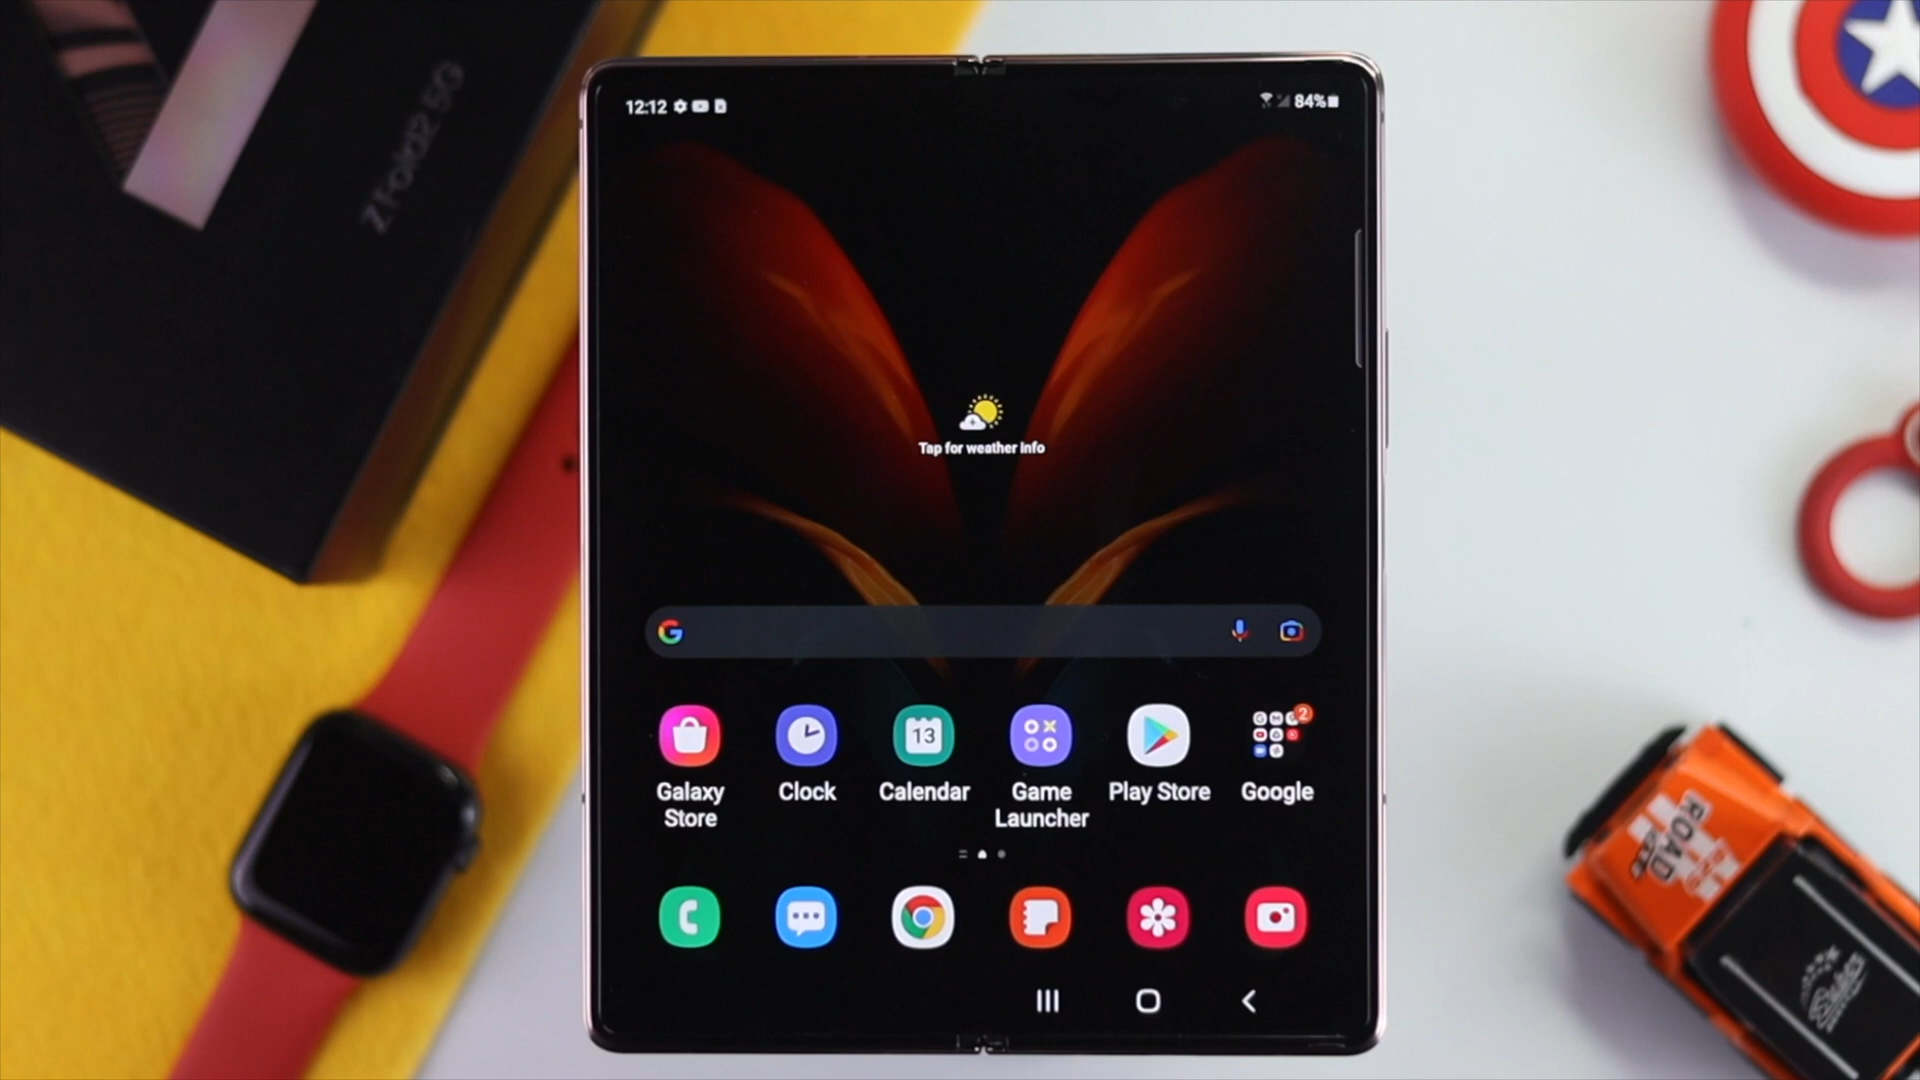 Z Fold2 5G
12:12
84%
Tap for weather info
G
13
2
Galaxy
Store
Clock
Calendar
Game
Launcher
Play Store
Google
ROAD